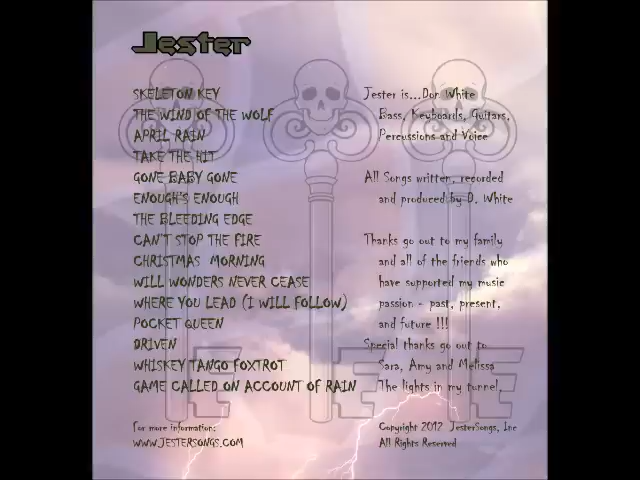 Jester
SKELETON KEY
THE WIND OF THE WOLF
APRIL RAIN
TAKE THE HIT
GONE BABY GONE
ENOUGH'S ENOUGH
THE BLEEDING EDGE
CAN'T STOP THE FIRE
CHRISTMAS MORNING
WILL WONDERS NEVER CEASE
WHERE YOU LEAD (I WILL FOLLOW)
POCKET QUEEN
DRIVEN
WHISKEY TANGO FOXTROT
GAME CALLED ON ACCOUNT OF RAIN
For more information:
WWW.JESTERSONGS.COM
Jester is...Don White
Bass, Keyboards, Guitars,
Percussions and Voice
All Songs written, recorded
and produced by D. White
Thanks go out to my family
and all of the friends who
have supported my music
passion - past, present,
and future !!!
Special thanks go out to
Sara, Amy and Melissa
The lights in my tunnel.
Copyright 2012 JesterSongs, Inc
All Rights Reserved